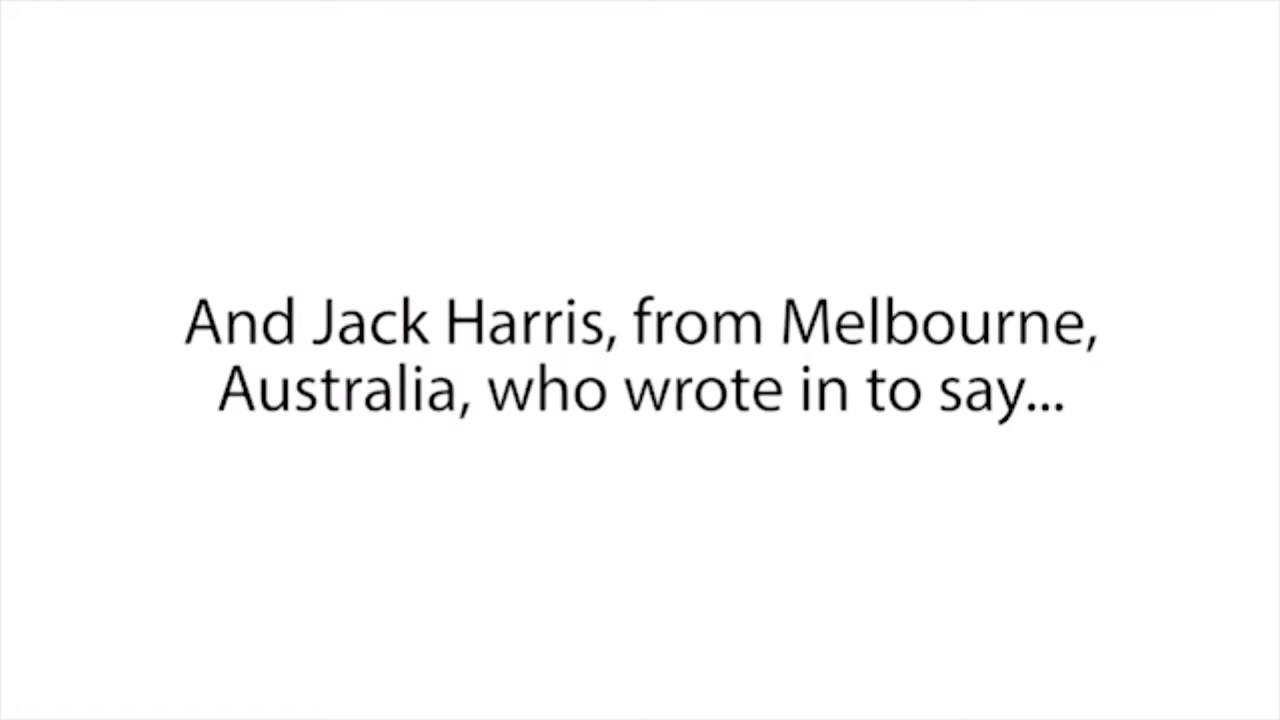 And Jack Harris, from Melbourne,
Australia, who wrote in to say...